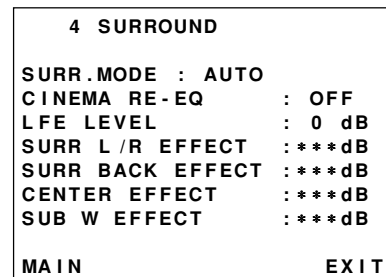 4 SURROUND
SURR.MODE : AUTO
CINEMA RE-EQ : OFF
LFE LEVEL : 0 dB
SURR L/R EFFECT :***dB
SURR BACK EFFECT :***dB
CENTER EFFECT :***dB
SUB W EFFECT :***dB
MAIN EXIT